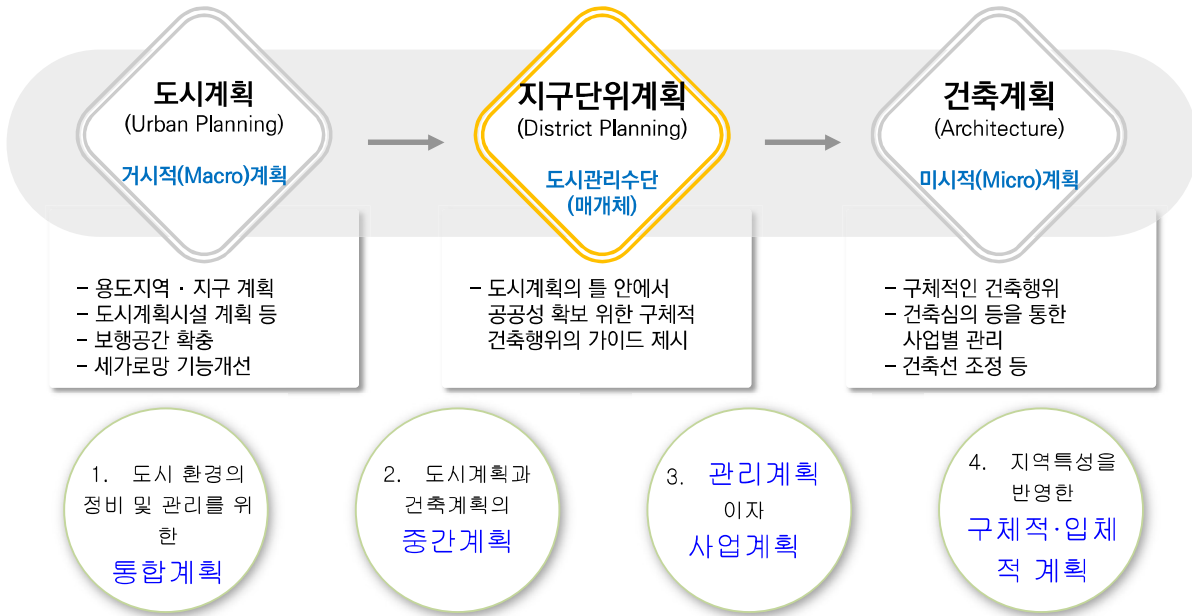 도시계획
(Urban Planning)
거시적(Macro)계획
지구단위계획
(District Planning)
도시관리수단
(매개체)
건축계획
(Architecture)
미시적(Micro)계획
– 용도지역 · 지구 계획
– 도시계획시설 계획 등
– 보행공간 확충
– 세가로망 기능개선
– 도시계획의 틀 안에서
공공성 확보 위한 구체적
건축행위의 가이드 제시
– 구체적인 건축행위
– 건축심의 등을 통한
사업별 관리
– 건축선 조정 등
1. 도시 환경의
정비 및 관리를 위
한
통합계획
2. 도시계획과
건축계획의
중간계획
3. 관리계획
이자
사업계획
4. 지역특성을
반영한
구체적·입체
적 계획